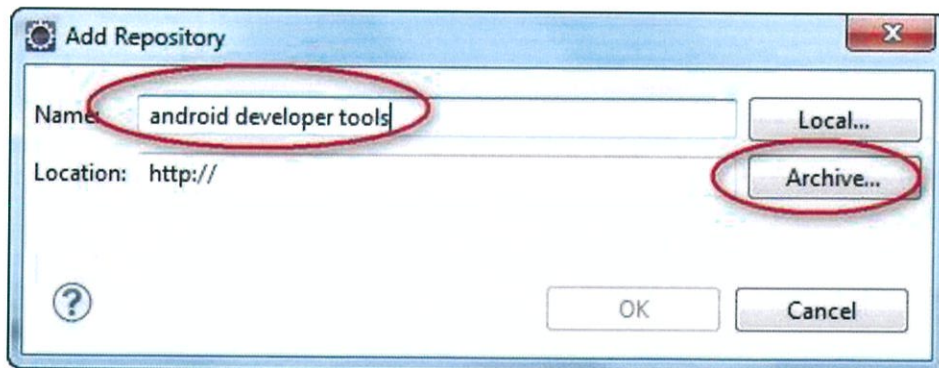 Add Repository
Name: android developer tools
Local...
Location: http://
Archive...
?
OK
Cancel